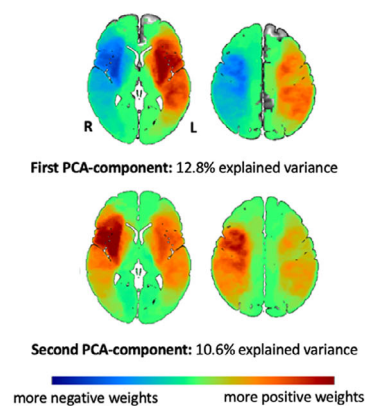 R L
First PCA-component: 12.8% explained variance
Second PCA-component: 10.6% explained variance
more negative weights more positive weights